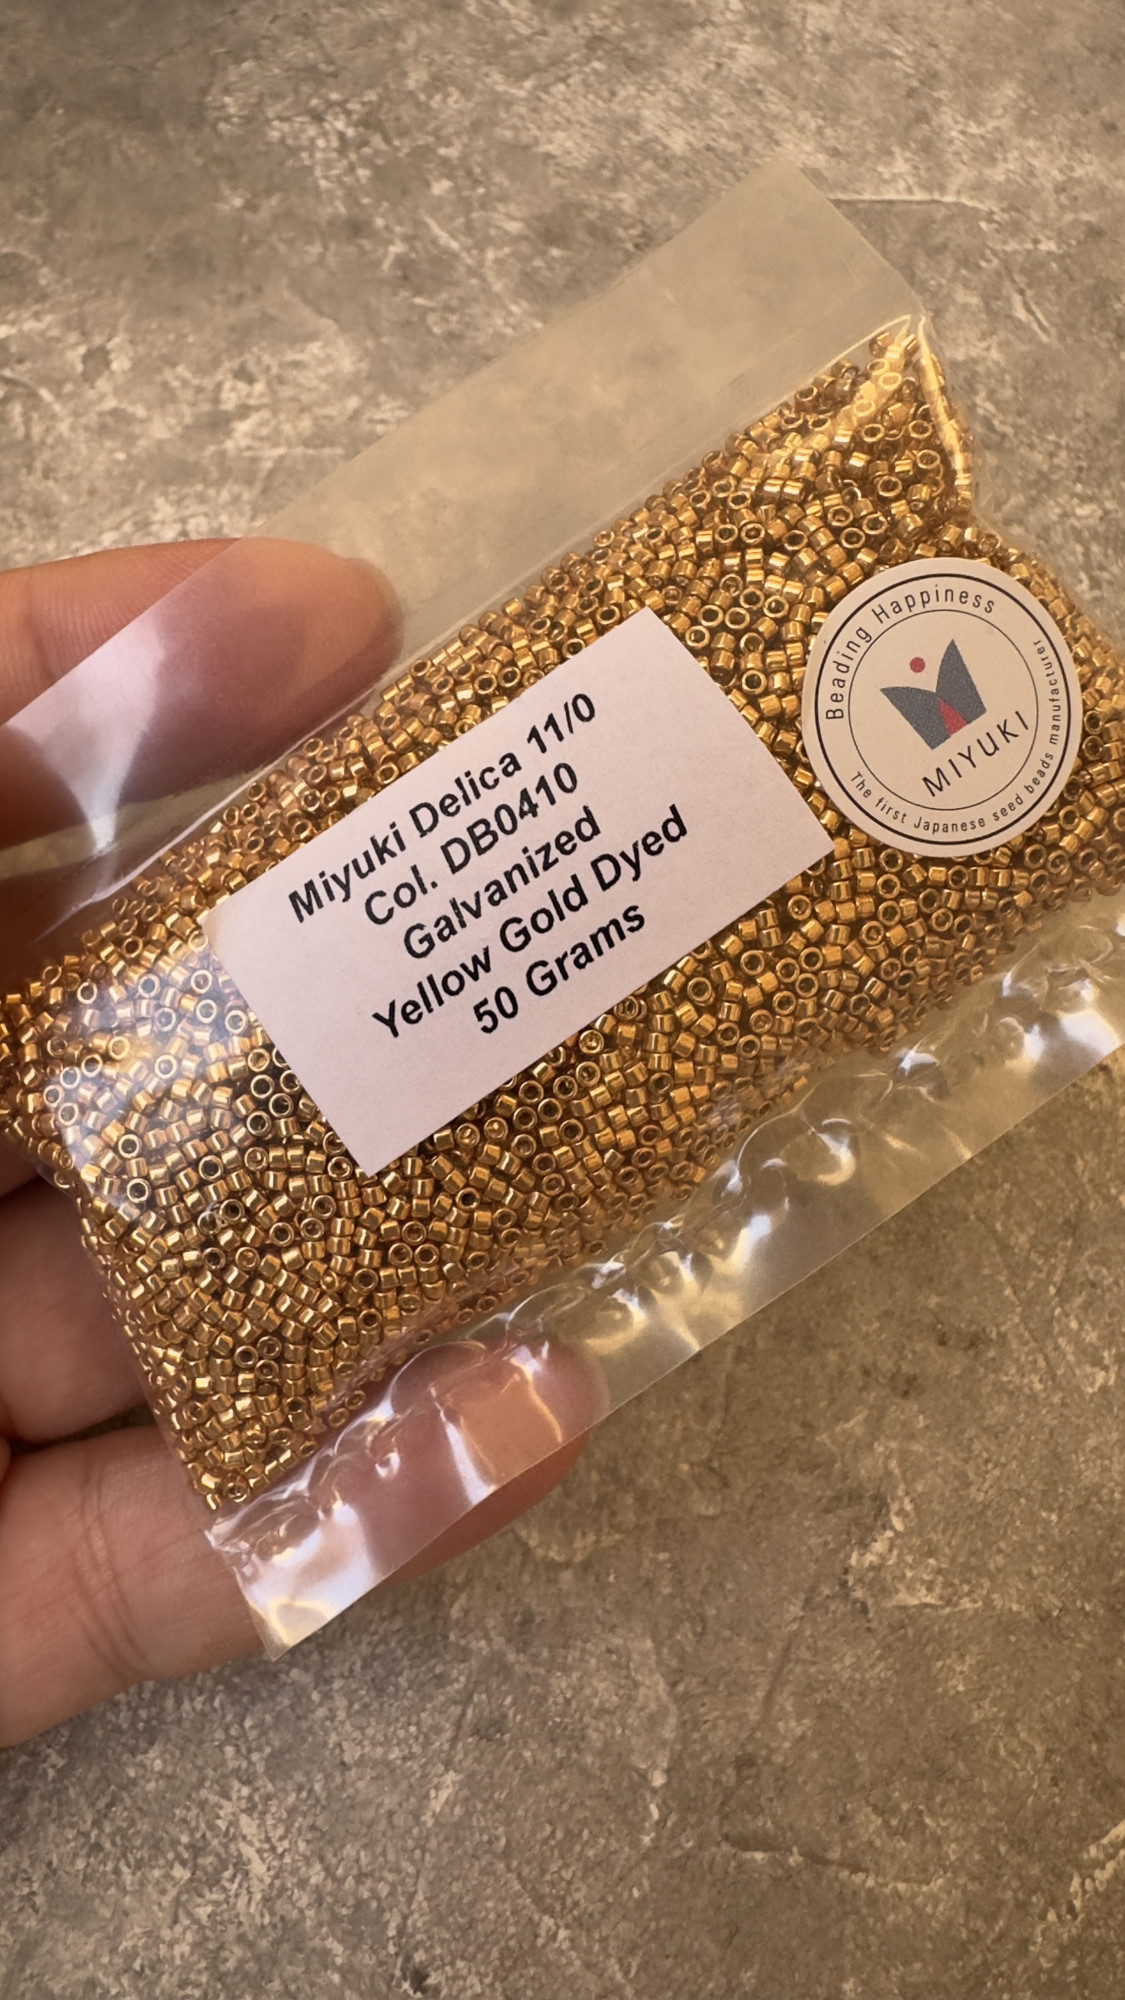 Miyuki Delica 11/0
Col. DB0410
Galvanized
Yellow Gold Dyed
50 Grams
Beading Happiness
MIYUKI
The first Japanese seed beads manufacturer